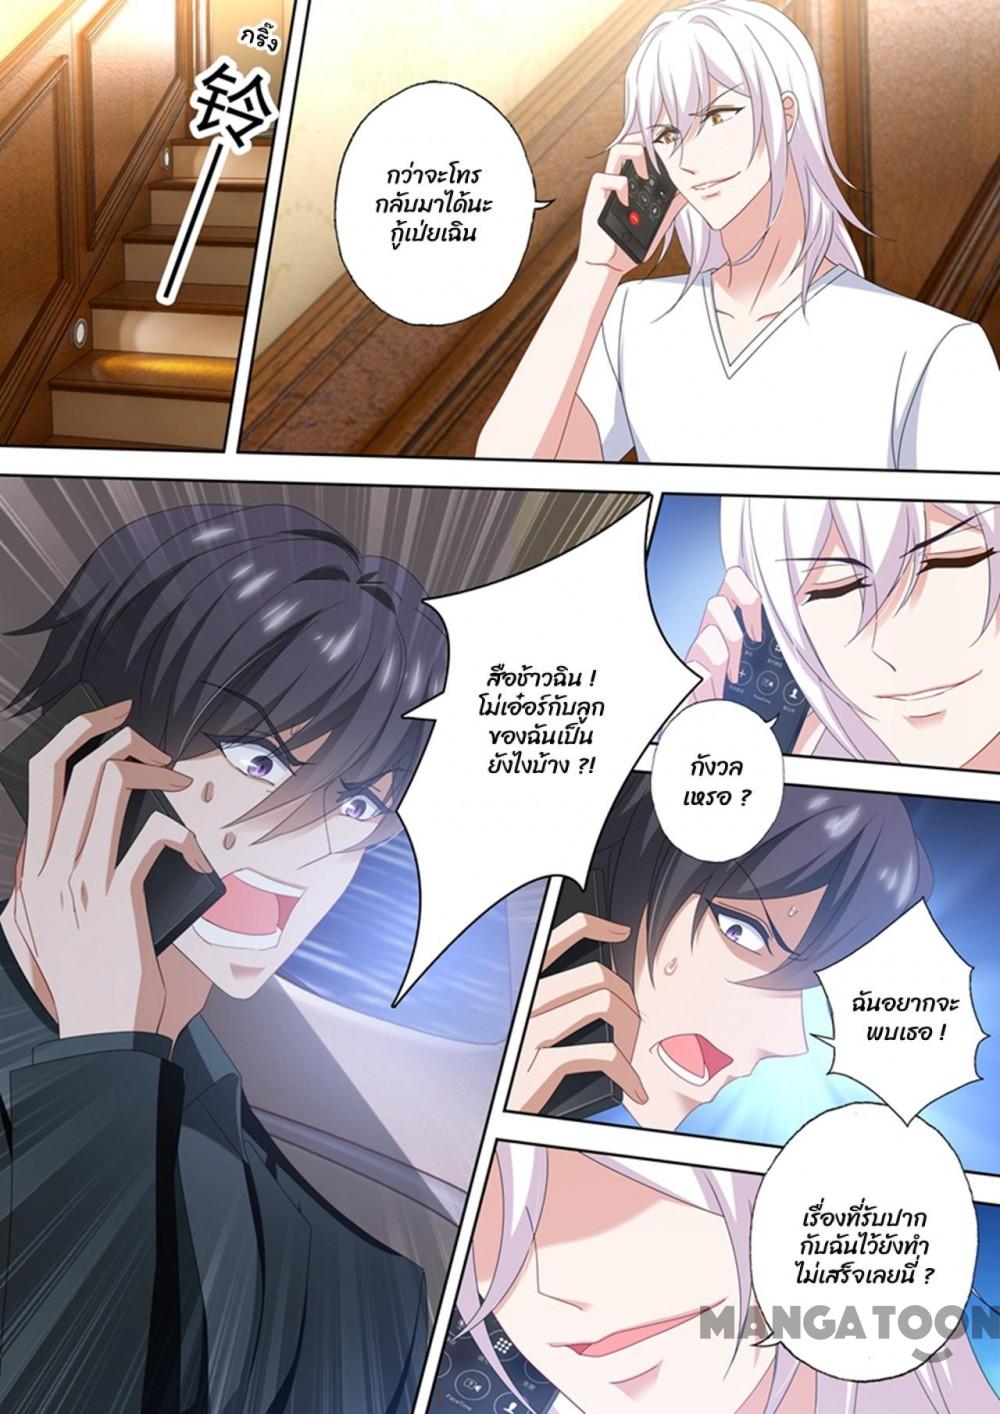 กริ๊ง
铃
กว่าจะโทร
กลับมาได้นะ
กู้เป่ยเฉิน
สือช้าวฉิน !
โม่เอ๋อร์กับลูก
ของฉันเป็น
ยังไงบ้าง ?!
กังวล
เหรอ ?
ฉันอยากจะ
พบเธอ !
เรื่องที่รับปาก
กับฉันไว้ยังทำ
ไม่เสร็จเลยนี่ ?
MANGATOON